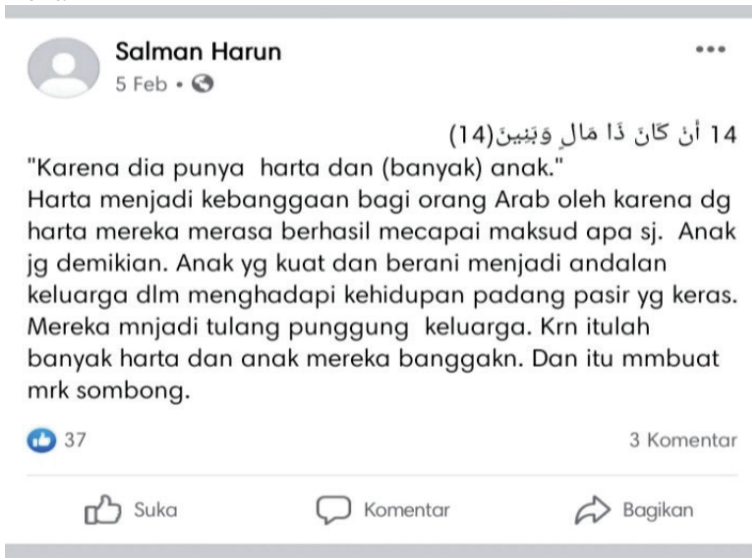 Salman Harun
5 Feb
14 أَنْ كَانَ ذَا مَالٍ وَبَنِينَ(14)
"Karena dia punya harta dan (banyak) anak."
Harta menjadi kebanggaan bagi orang Arab oleh karena dg
harta mereka merasa berhasil mecapai maksud apa sj. Anak
jg demikian. Anak yg kuat dan berani menjadi andalan
keluarga dlm menghadapi kehidupan padang pasir yg keras.
Mereka mnjadi tulang punggung keluarga. Krn itulah
banyak harta dan anak mereka banggakn. Dan itu mmbuat
mrk sombong.
37
3 Komentar
Suka
Komentar
Bagikan